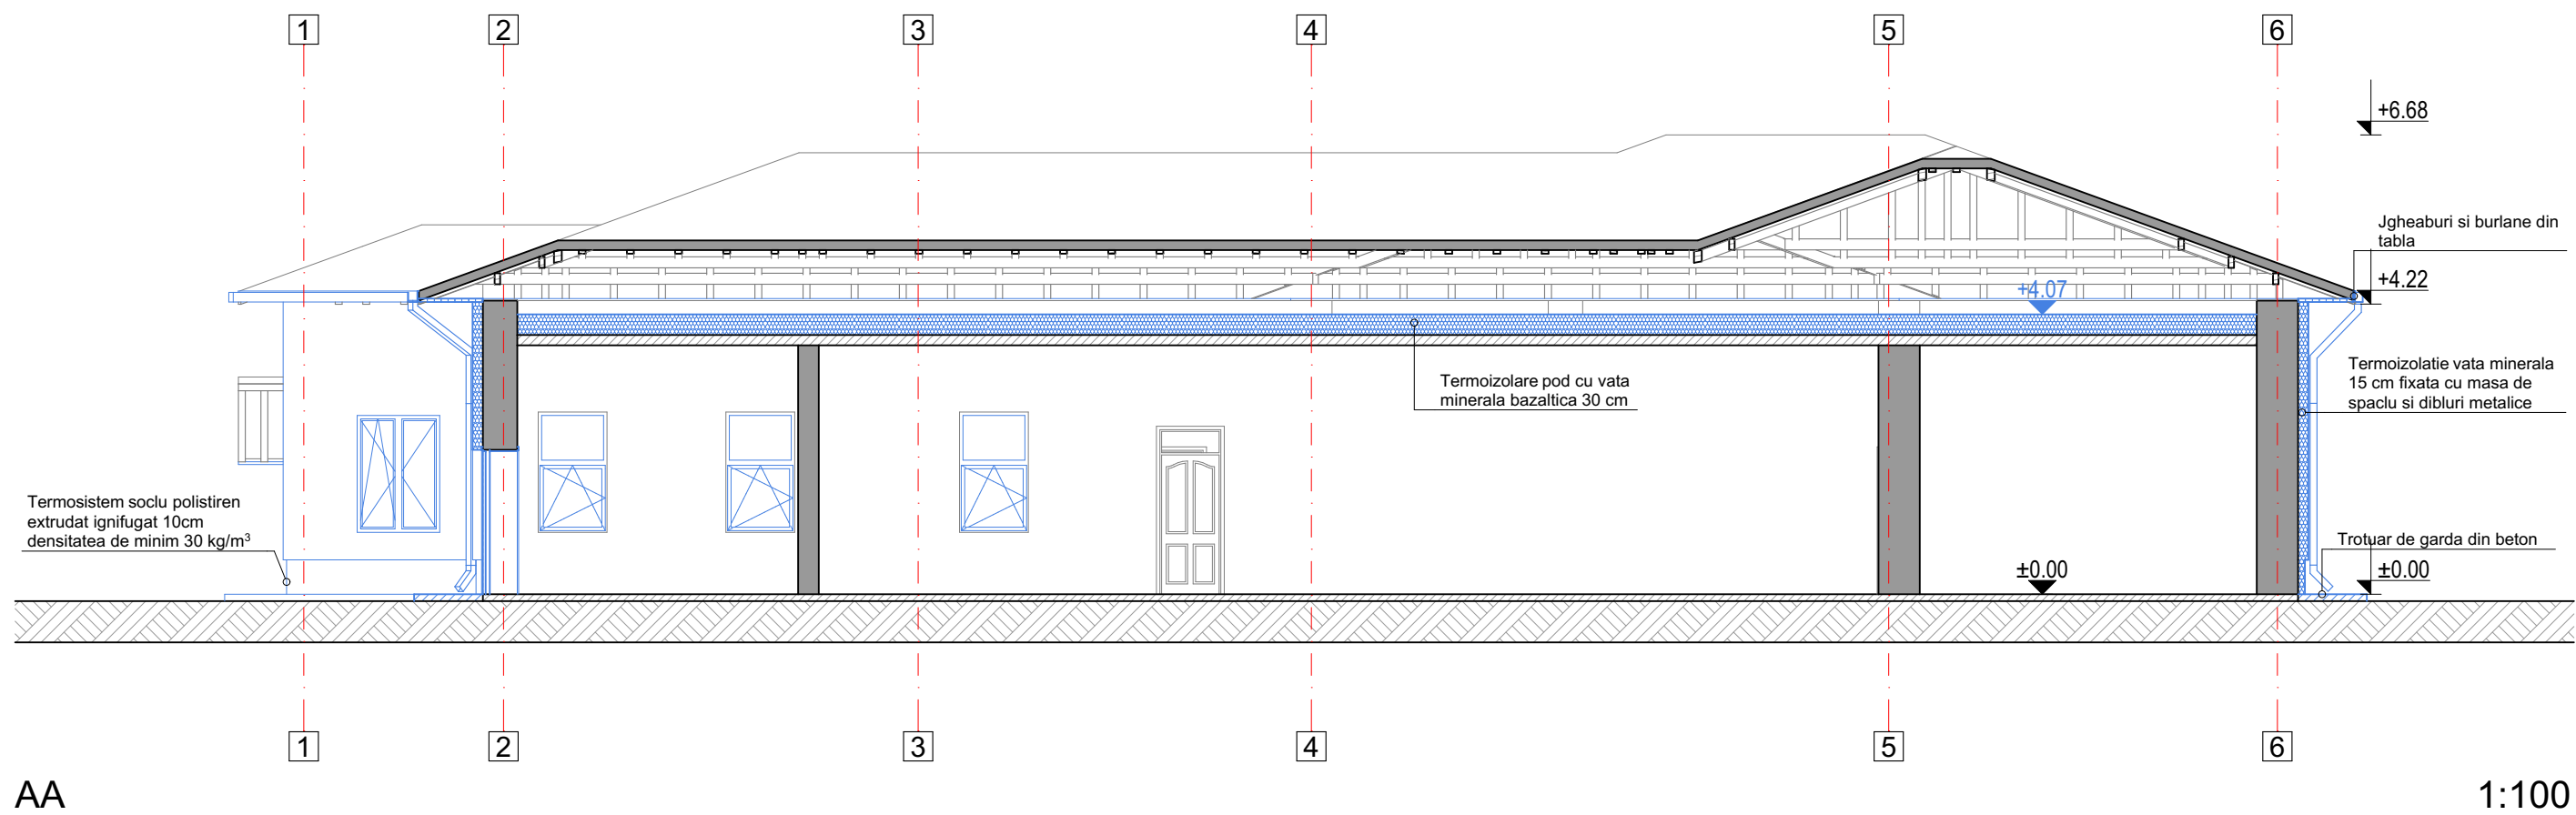 1 2 3 4 5 6
+6.68
Jgheaburi si burlane din
tabla
+4.22
+4.07
Termoizolare pod cu vata
minerala bazaltica 30 cm
Termoizolatie vata minerala
15 cm fixata cu masa de
spaclu si dibluri metalice
Termosistem soclu polistiren
extrudat ignifugat 10cm
densitatea de minim 30 kg/m³
Trotuar de garda din beton
±0.00
±0.00
1 2 3 4 5 6
AA
1:100